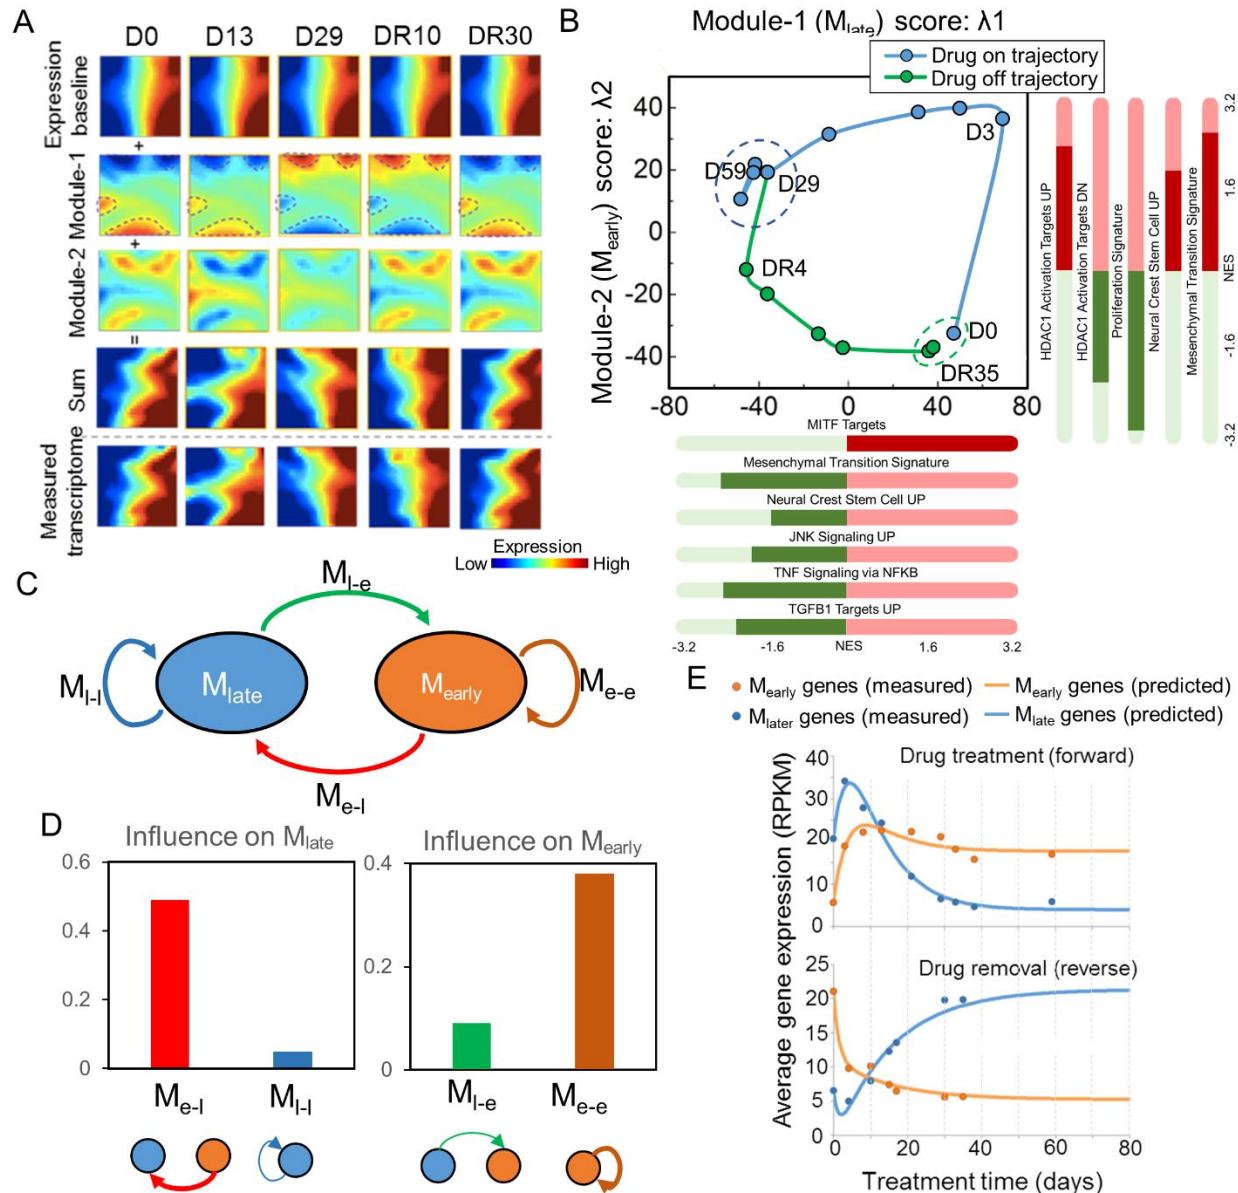 A
D0 D13 D29 DR10 DR30
Expression
baseline
+
Module-1
+
Module-2
=
Sum
Measured
transcriptome
Expression
Low High
B
Module-1 (Mlate) score: λ1
Drug on trajectory
Drug off trajectory
Module-2 (Mearly) score: λ2
40
20
0
-20
-40
-80 -40 0 40 80
D3
D59
D29
DR4
D0
DR35
HDAC1 Activation Targets UP
HDAC1 Activation Targets DN
Proliferation Signature
Neural Crest Stem Cell UP
Mesenchymal Transition Signature
3.2
1.6
NES
-1.6
-3.2
MITF Targets
Mesenchymal Transition Signature
Neural Crest Stem Cell UP
JNK Signaling UP
TNF Signaling via NFKB
TGFB1 Targets UP
-3.2 -1.6 NES 1.6 3.2
C
Ml-e
Ml-l
Mlate
Mearly
Me-e
Me-l
D
Influence on Mlate
0.6
0.4
0.2
0
Me-l Ml-l
Influence on Mearly
0.4
0.2
0
Ml-e Me-e
E
Mearly genes (measured) Mearly genes (predicted)
Mlater genes (measured) Mlate genes (predicted)
Average gene expression (RPKM)
Drug treatment (forward)
40
30
20
10
0
Drug removal (reverse)
25
20
15
10
5
0
0 20 40 60 80
Treatment time (days)